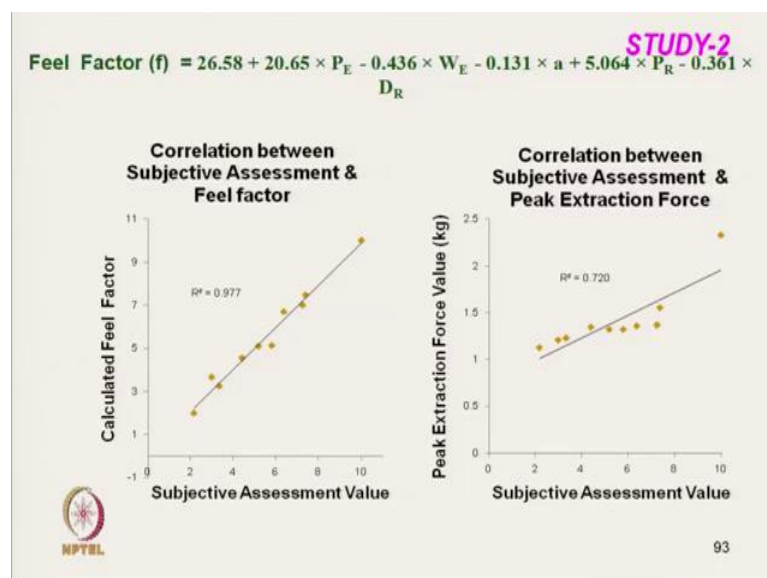 STUDY-2
Feel Factor (f) = 26.58 + 20.65 × P_E - 0.436 × W_E - 0.131 × a + 5.064 × P_R - 0.361 ×
D_R
Correlation between
Subjective Assessment &
Feel factor
Calculated Feel Factor
11
9
7
5
3
1
-1
R² = 0.977
0 2 4 6 8 10
Subjective Assessment Value
Correlation between
Subjective Assessment &
Peak Extraction Force
Peak Extraction Force Value (kg)
2.5
2
1.5
1
0.5
0
R² = 0.720
0 2 4 6 8 10
Subjective Assessment Value
NPTEL
93